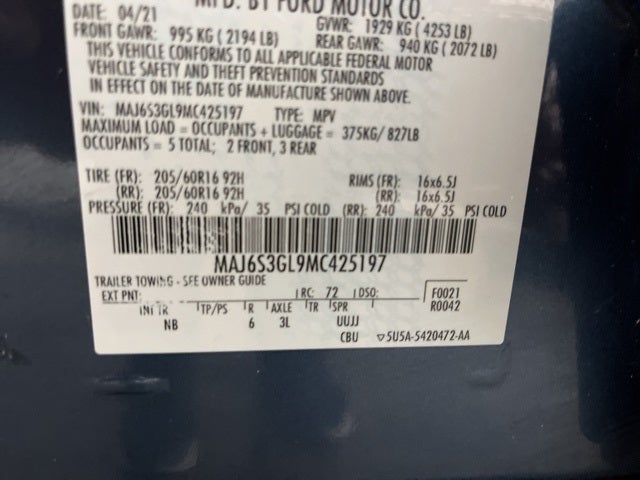 MFD. BY FORD MOTOR CO.
DATE: 04/21 GVWR: 1929 KG ( 4253 LB)
FRONT GAWR: 995 KG ( 2194 LB) REAR GAWR: 940 KG ( 2072 LB)
THIS VEHICLE CONFORMS TO ALL APPLICABLE FEDERAL MOTOR
VEHICLE SAFETY AND THEFT PREVENTION STANDARDS
IN EFFECT ON THE DATE OF MANUFACTURE SHOWN ABOVE.
VIN: MAJ6S3GL9MC425197 TYPE: MPV
MAXIMUM LOAD = OCCUPANTS + LUGGAGE = 375KG/ 827LB
OCCUPANTS = 5 TOTAL; 2 FRONT, 3 REAR
TIRE (FR): 205/60R16 92H RIMS (FR): 16x6.5J
(RR): 205/60R16 92H (RR): 16x6.5J
PRESSURE (FR): 240 kPa/ 35 PSI COLD (RR): 240 kPa/ 35 PSI COLD
MAJ6S3GL9MC425197
TRAILER TOWING - SEE OWNER GUIDE
EXT PNT: RC: 72 DSO: F0021
R0042
INT TR TP/PS R AXLE TR SPR
NB 6 3L UUJJ
CBU ▽5U5A-5420472-AA